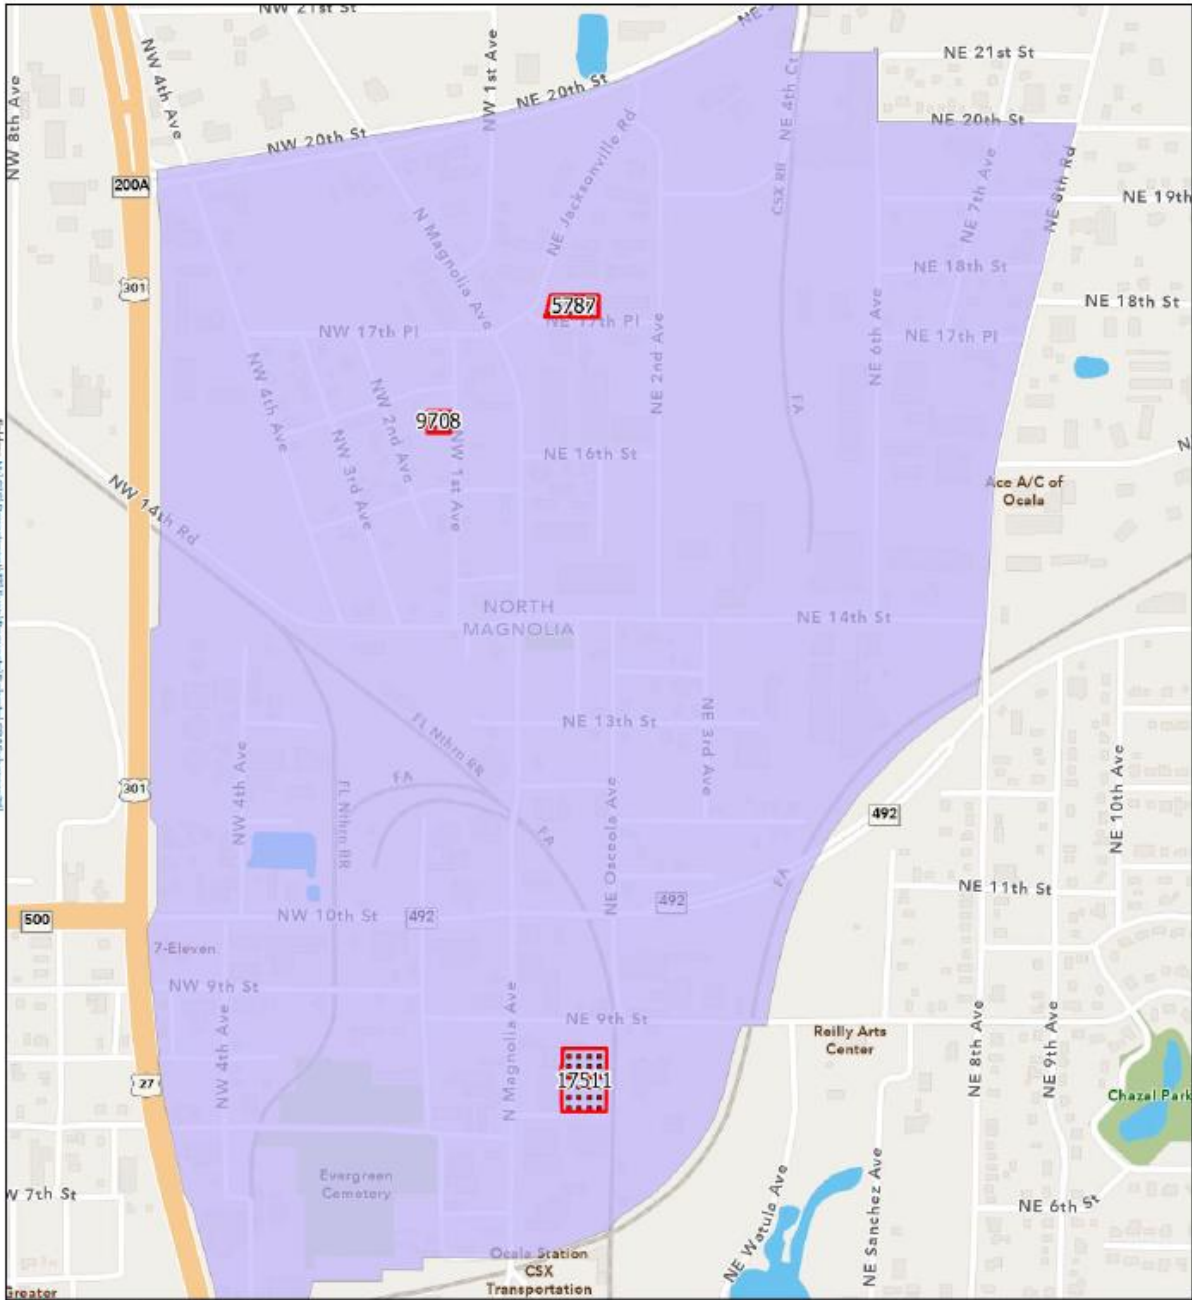 NW 21st St
NE 21st St
NW 4th Ave
NW 1st Ave
NW 8th Ave
NE 20th St
NE 4th Ct
NE 20th St
NW 20th St
NE Jacksonville Rd
NE 7th Ave
NE 8th Rd
200A
CSX RR
NE 19th
N Magnolia Ave
NE 18th St
301
5787
NE 18th St
NE 17th Pl
NW 17th Pl
NE 2nd Ave
NE 6th Ave
NE 17th Pl
NW 4th Ave
NW 2nd Ave
9708
FA
NW 3rd Ave
NW 1st Ave
NE 16th St
NW 14th Rd
Ace A/C of
Ocala
NORTH
MAGNOLIA
NE 14th St
FL Nthrn RR
NE 13th St
NE 3rd Ave
NW 4th Ave
FL Nthrn RR
FA
301
FA
NE Osceola Ave
492
NE 10th Ave
FA
NE 11th St
500
NW 10th St
492
492
7-Eleven
NW 9th St
N Magnolia Ave
NE 9th St
NW 4th Ave
Reilly Arts
Center
NE 8th Ave
NE 9th Ave
27
17511
Chazal Park
Evergreen
Cemetery
W 7th St
NE Watula Ave
NE Sanchez Ave
NE 6th St
Ocala Station
CSX
Transportation
Greater